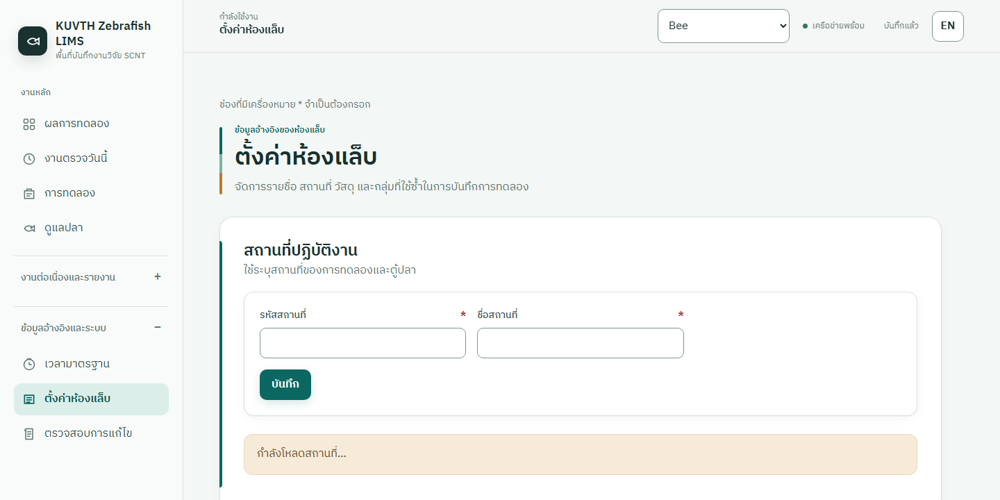 KUVTH Zebrafish
LIMS
พื้นที่บันทึกงานวิจัย SCNT
งานหลัก
ผลการทดลอง
งานตรวจวันนี้
การทดลอง
ดูแลปลา
งานต่อเนื่องและรายงาน +
ข้อมูลอ้างอิงและระบบ −
เวลามาตรฐาน
ตั้งค่าห้องแล็บ
ตรวจสอบการแก้ไข
กำลังใช้งาน
ตั้งค่าห้องแล็บ
Bee
เครือข่ายพร้อม
บันทึกแล้ว
EN
ช่องที่มีเครื่องหมาย * จำเป็นต้องกรอก
ข้อมูลอ้างอิงของห้องแล็บ
ตั้งค่าห้องแล็บ
จัดการรายชื่อ สถานที่ วัสดุ และกลุ่มที่ใช้ซ้ำในการบันทึกการทดลอง
สถานที่ปฏิบัติงาน
ใช้ระบุสถานที่ของการทดลองและตู้ปลา
รหัสสถานที่ *
ชื่อสถานที่ *
บันทึก
กำลังโหลดสถานที่...